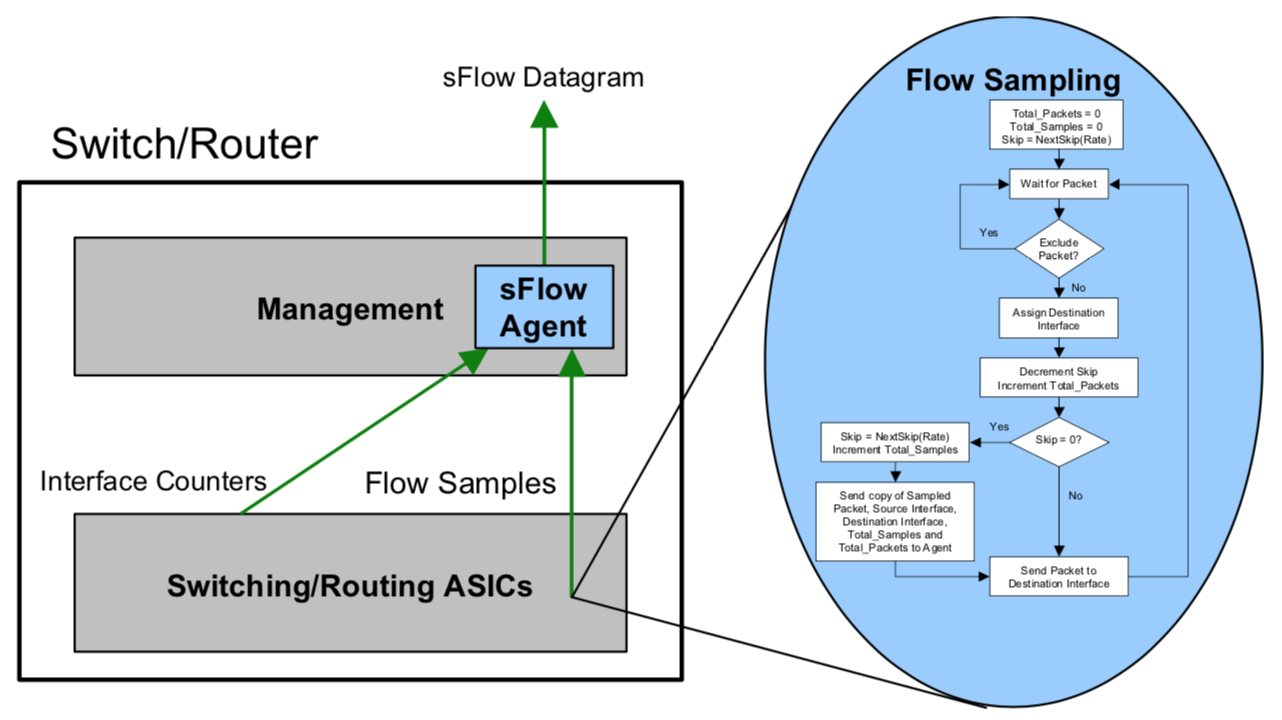 sFlow Datagram
Switch/Router
Management
sFlow
Agent
Interface Counters
Flow Samples
Switching/Routing ASICs
Flow Sampling
Total_Packets = 0
Total_Samples = 0
Skip = NextSkip(Rate)
Wait for Packet
Yes
Exclude
Packet?
No
Assign Destination
Interface
Decrement Skip
Increment Total_Packets
Skip = 0?
Yes
Skip = NextSkip(Rate)
Increment Total_Samples
Send copy of Sampled
Packet, Source Interface,
Destination Interface,
Total_Samples and
Total_Packets to Agent
No
Send Packet to
Destination Interface